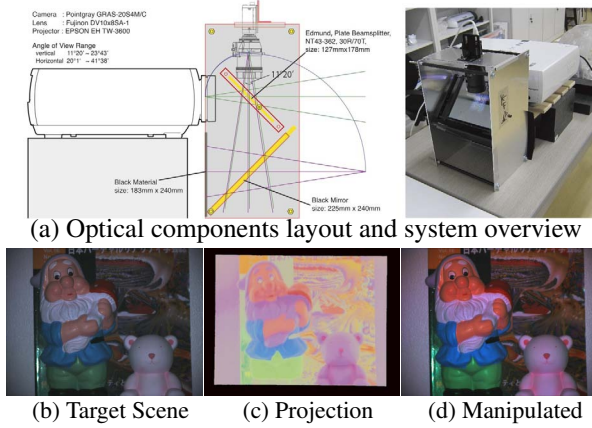 Camera : Pointgray GRAS-20S4M/C
Lens : Fujinon DV10x8SA-1
Projector : EPSON EH TW-3600
Angle of View Range
vertical 11°20' ~ 23°43'
Horizontal 20°1' ~ 41°38'
Edmund, Plate Beamsplitter,
NT43-362, 30R/70T,
size: 127mmx178mm
11°20'
Black Material
size: 183mm x 240mm
Black Mirror
size: 225mm x 240mm
(a) Optical components layout and system overview
(b) Target Scene
(c) Projection
(d) Manipulated